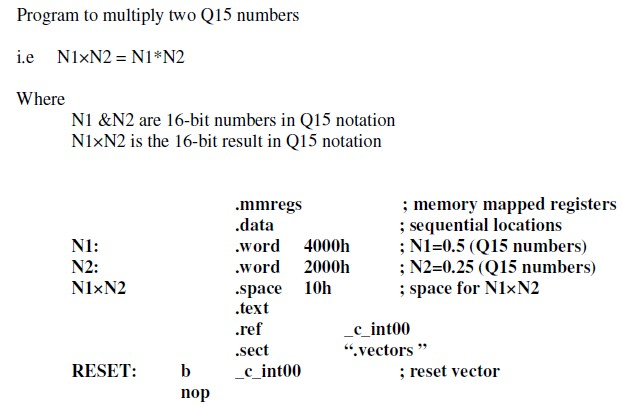 Program to multiply two Q15 numbers
i.e N1×N2 = N1*N2
Where
N1 &N2 are 16-bit numbers in Q15 notation
N1×N2 is the 16-bit result in Q15 notation
.mmregs ; memory mapped registers
.data ; sequential locations
N1: .word 4000h ; N1=0.5 (Q15 numbers)
N2: .word 2000h ; N2=0.25 (Q15 numbers)
N1×N2 .space 10h ; space for N1×N2
.text
.ref _c_int00
.sect “.vectors ”
RESET: b _c_int00 ; reset vector
nop